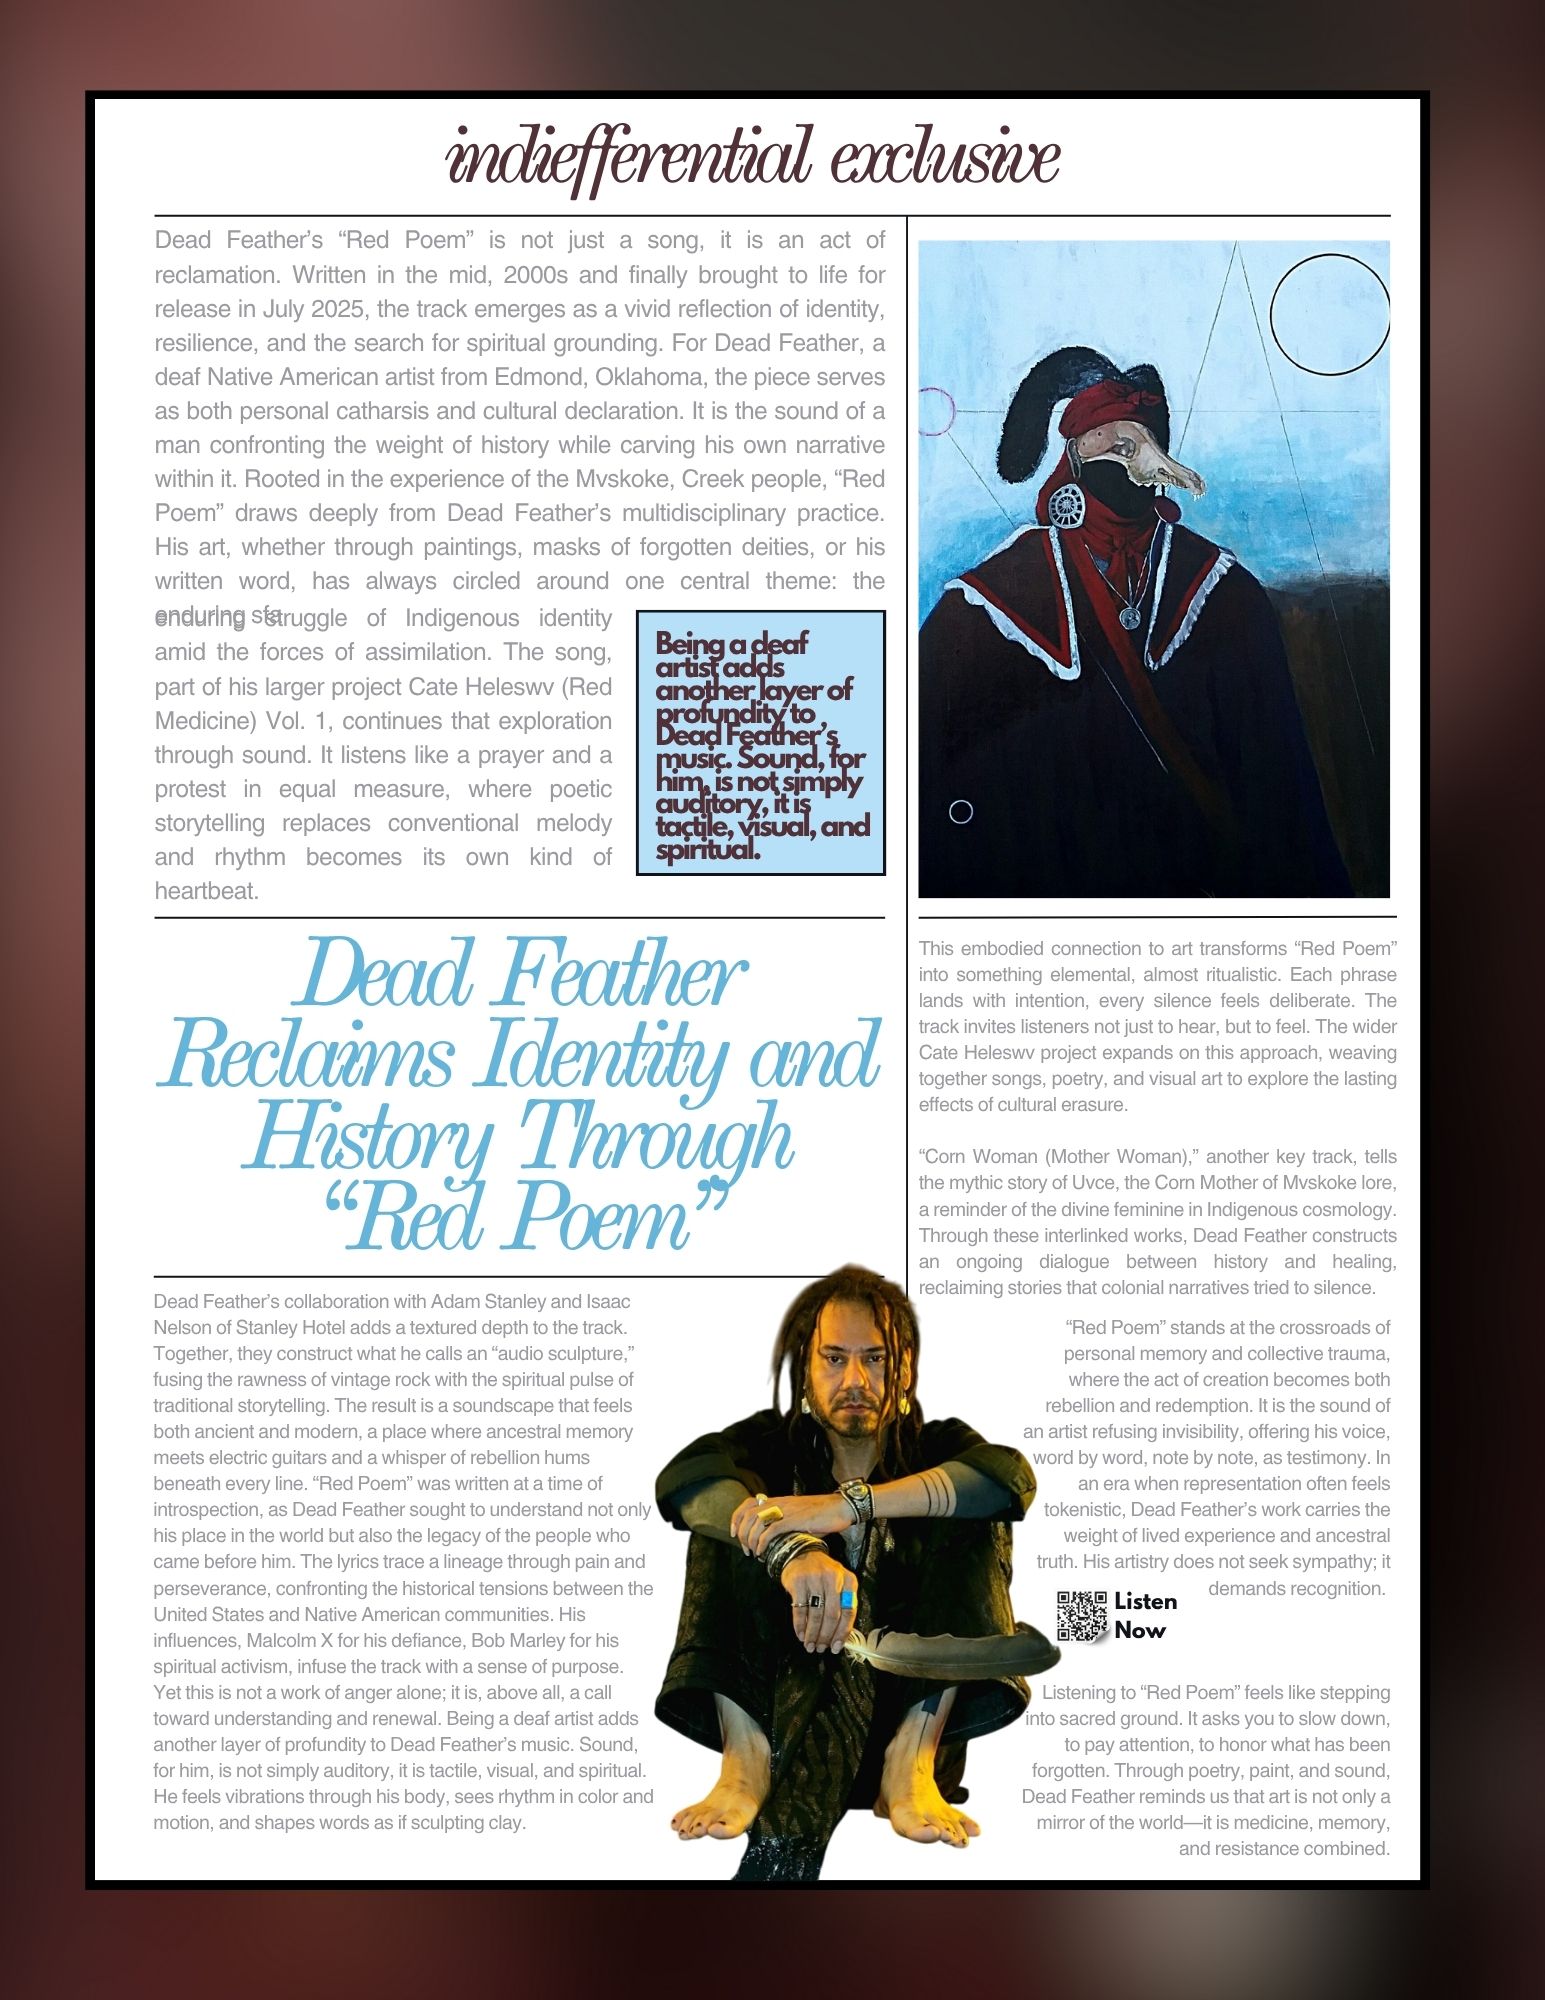 indiefferential exclusive
Dead Feather’s “Red Poem” is not just a song, it is an act of
reclamation. Written in the mid, 2000s and finally brought to life for
release in July 2025, the track emerges as a vivid reflection of identity,
resilience, and the search for spiritual grounding. For Dead Feather, a
deaf Native American artist from Edmond, Oklahoma, the piece serves
as both personal catharsis and cultural declaration. It is the sound of a
man confronting the weight of history while carving his own narrative
within it. Rooted in the experience of the Mvskoke, Creek people, “Red
Poem” draws deeply from Dead Feather’s multidisciplinary practice.
His art, whether through paintings, masks of forgotten deities, or his
written word, has always circled around one central theme: the
enduring struggle of Indigenous identity
amid the forces of assimilation. The song,
part of his larger project Cate Heleswv (Red
Medicine) Vol. 1, continues that exploration
through sound. It listens like a prayer and a
protest in equal measure, where poetic
storytelling replaces conventional melody
and rhythm becomes its own kind of
heartbeat.
Being a deaf
artist adds
another layer of
profundity to
Dead Feather’s
music. Sound, for
him, is not simply
auditory, it is
tactile, visual, and
spiritual.
Dead Feather
Reclaims Identity and
History Through
“Red Poem”
Dead Feather’s collaboration with Adam Stanley and Isaac
Nelson of Stanley Hotel adds a textured depth to the track.
Together, they construct what he calls an “audio sculpture,”
fusing the rawness of vintage rock with the spiritual pulse of
traditional storytelling. The result is a soundscape that feels
both ancient and modern, a place where ancestral memory
meets electric guitars and a whisper of rebellion hums
beneath every line. “Red Poem” was written at a time of
introspection, as Dead Feather sought to understand not only
his place in the world but also the legacy of the people who
came before him. The lyrics trace a lineage through pain and
perseverance, confronting the historical tensions between the
United States and Native American communities. His
influences, Malcolm X for his defiance, Bob Marley for his
spiritual activism, infuse the track with a sense of purpose.
Yet this is not a work of anger alone; it is, above all, a call
toward understanding and renewal. Being a deaf artist adds
another layer of profundity to Dead Feather’s music. Sound,
for him, is not simply auditory, it is tactile, visual, and spiritual.
He feels vibrations through his body, sees rhythm in color and
motion, and shapes words as if sculpting clay.
This embodied connection to art transforms “Red Poem”
into something elemental, almost ritualistic. Each phrase
lands with intention, every silence feels deliberate. The
track invites listeners not just to hear, but to feel. The wider
Cate Heleswv project expands on this approach, weaving
together songs, poetry, and visual art to explore the lasting
effects of cultural erasure.
“Corn Woman (Mother Woman),” another key track, tells
the mythic story of Uvce, the Corn Mother of Mvskoke lore,
a reminder of the divine feminine in Indigenous cosmology.
Through these interlinked works, Dead Feather constructs
an ongoing dialogue between history and healing,
reclaiming stories that colonial narratives tried to silence.
“Red Poem” stands at the crossroads of
personal memory and collective trauma,
where the act of creation becomes both
rebellion and redemption. It is the sound of
an artist refusing invisibility, offering his voice,
word by word, note by note, as testimony. In
an era when representation often feels
tokenistic, Dead Feather’s work carries the
weight of lived experience and ancestral
truth. His artistry does not seek sympathy; it
demands recognition.
Listen
Now
Listening to “Red Poem” feels like stepping
into sacred ground. It asks you to slow down,
to pay attention, to honor what has been
forgotten. Through poetry, paint, and sound,
Dead Feather reminds us that art is not only a
mirror of the world—it is medicine, memory,
and resistance combined.